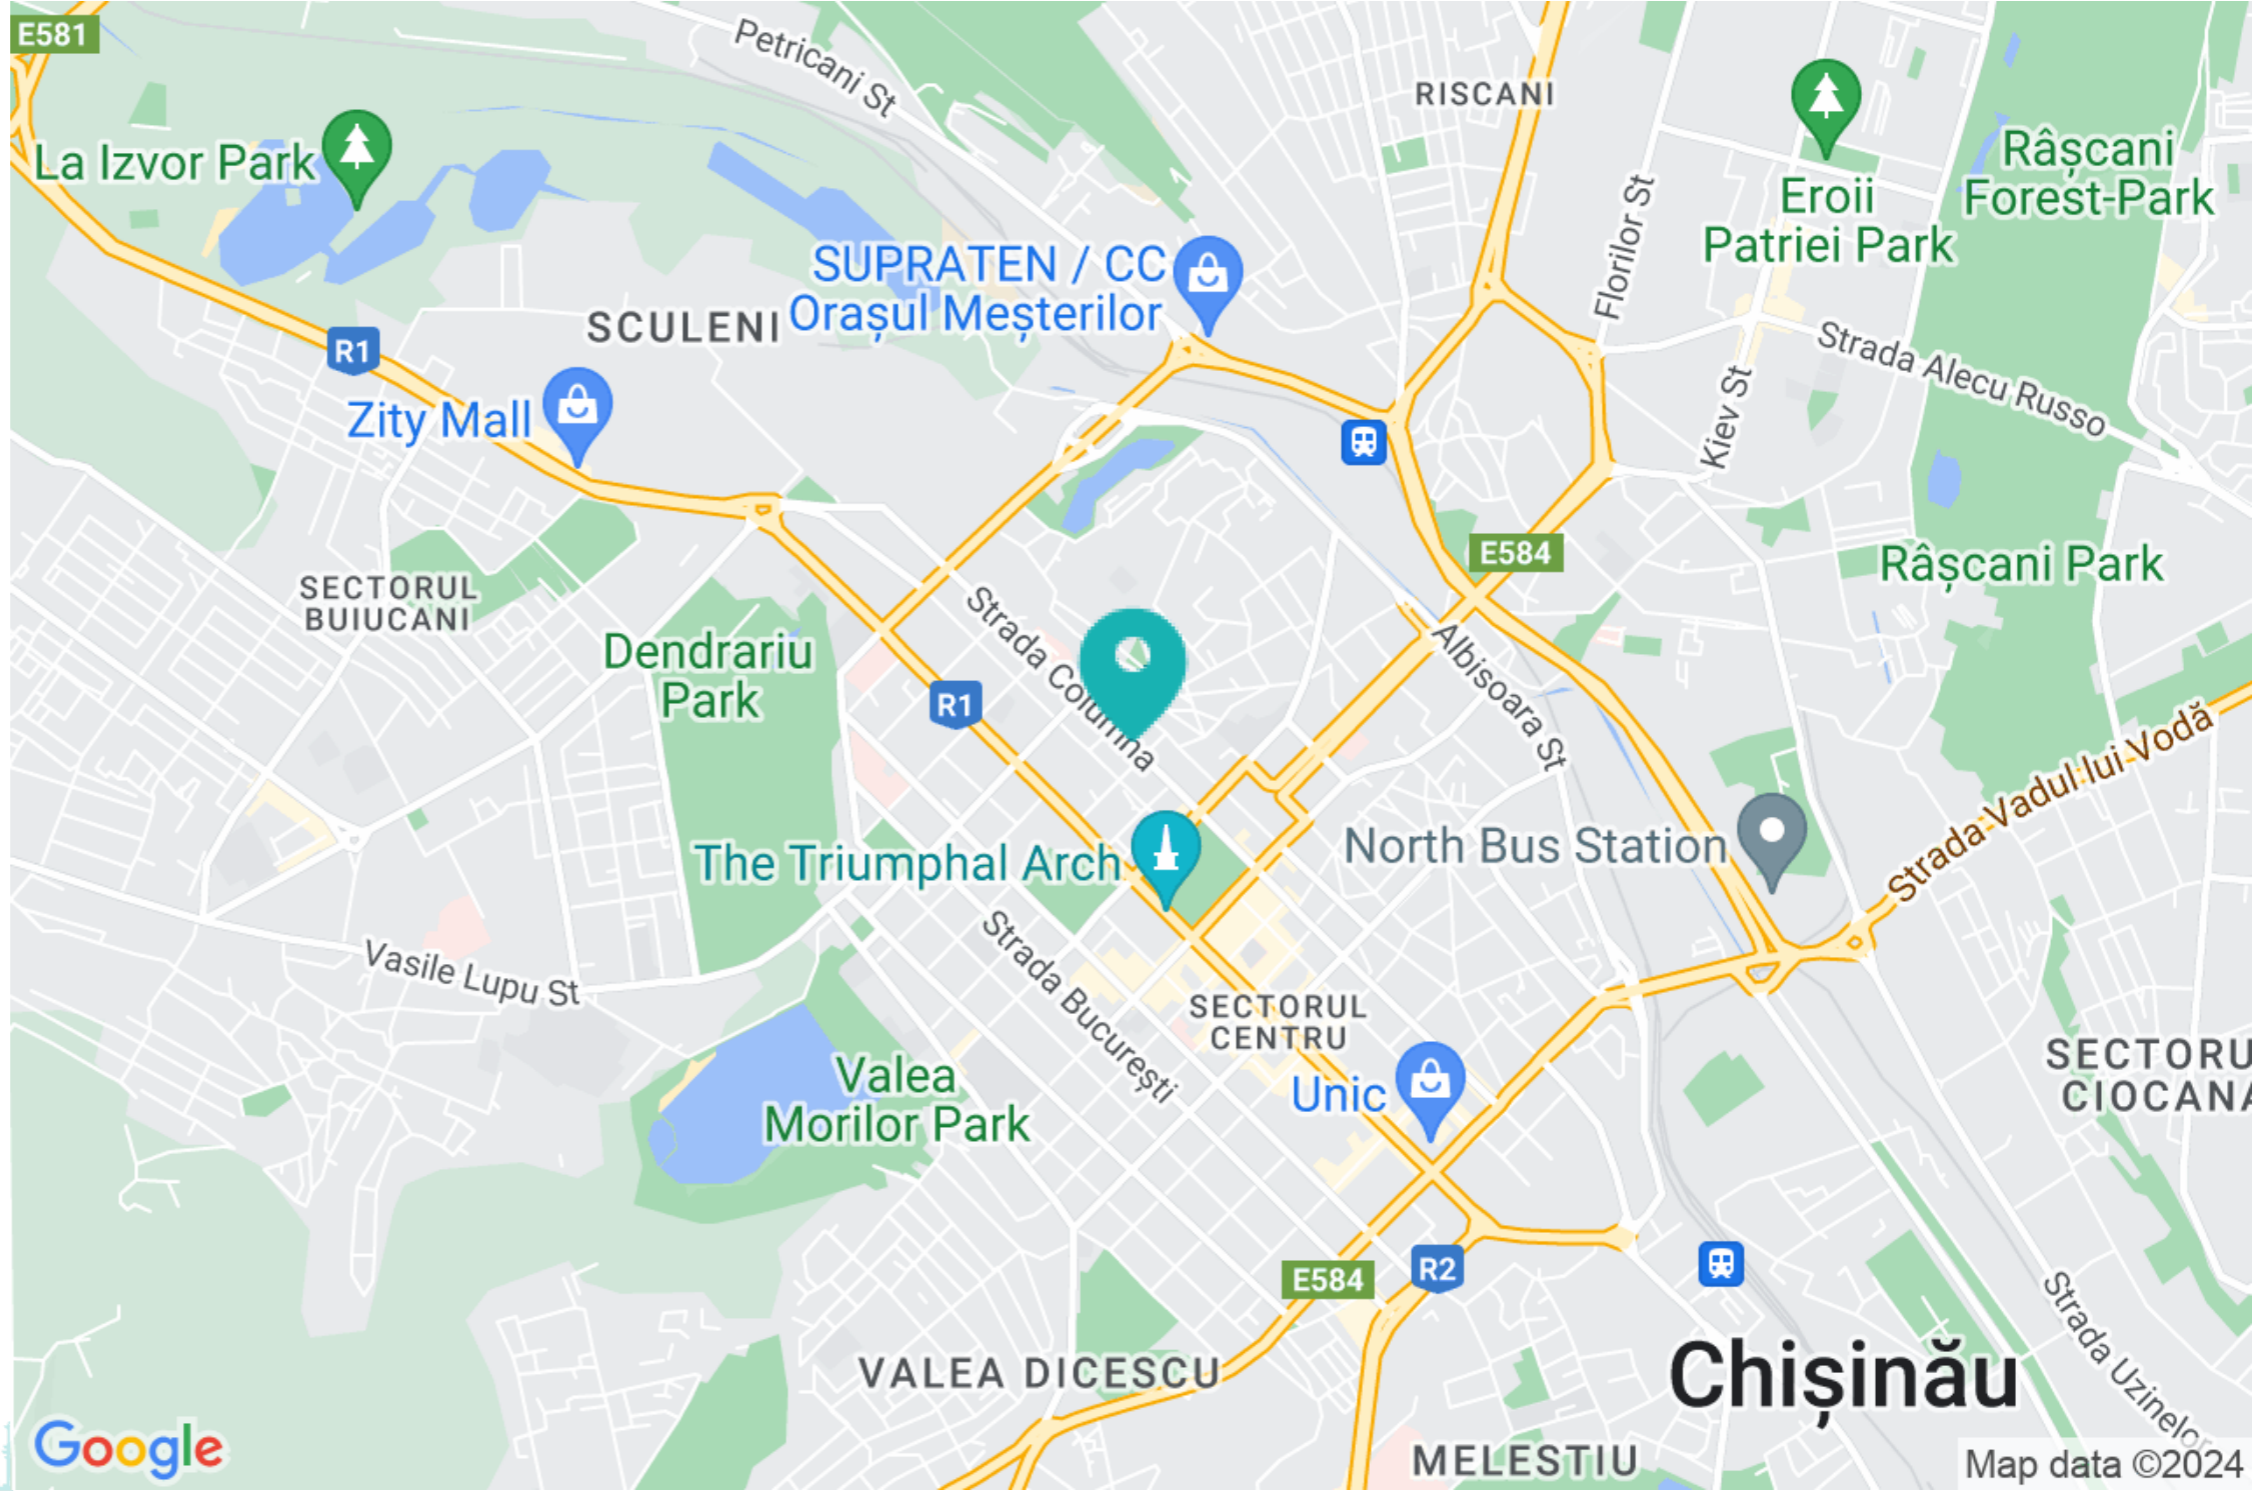 E581
Petricani St
RISCANI
La Izvor Park
Râșcani
Forest-Park
Eroii
Patriei Park
Florilor St
SUPRATEN / CC
Orașul Meșterilor
SCULENI
R1
Strada Alecu Russo
Zity Mall
Kiev St
E584
Râșcani Park
SECTORUL
BUIUCANI
Strada Columna
Dendrariu
Park
Albisoara St
R1
Strada Vadul lui Vodă
The Triumphal Arch
North Bus Station
Strada București
Vasile Lupu St
SECTORUL
CENTRU
SECTORU
CIOCANA
Valea
Morilor Park
Unic
E584
R2
Strada Uzinelor
VALEA DICESCU
Chișinău
MELESTIU
Google
Map data ©2024